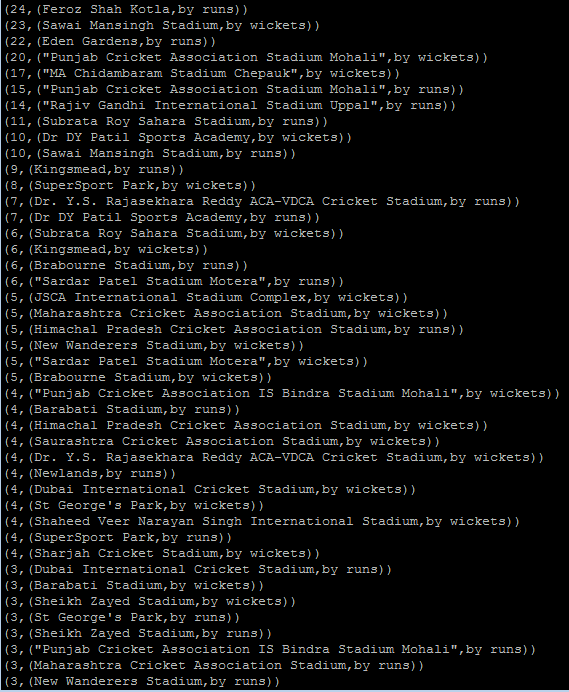 (24,(Feroz Shah Kotla,by runs))
(23,(Sawai Mansingh Stadium,by wickets))
(22,(Eden Gardens,by runs))
(20,("Punjab Cricket Association Stadium Mohali",by wickets))
(17,("MA Chidambaram Stadium Chepauk",by wickets))
(15,("Punjab Cricket Association Stadium Mohali",by runs))
(14,("Rajiv Gandhi International Stadium Uppal",by runs))
(11,(Subrata Roy Sahara Stadium,by runs))
(10,(Dr DY Patil Sports Academy,by wickets))
(10,(Sawai Mansingh Stadium,by runs))
(9,(Kingsmead,by runs))
(8,(SuperSport Park,by wickets))
(7,(Dr. Y.S. Rajasekhara Reddy ACA-VDCA Cricket Stadium,by runs))
(7,(Dr DY Patil Sports Academy,by runs))
(6,(Subrata Roy Sahara Stadium,by wickets))
(6,(Kingsmead,by wickets))
(6,(Brabourne Stadium,by runs))
(6,("Sardar Patel Stadium Motera",by runs))
(5,(JSCA International Stadium Complex,by wickets))
(5,(Maharashtra Cricket Association Stadium,by wickets))
(5,(Himachal Pradesh Cricket Association Stadium,by runs))
(5,(New Wanderers Stadium,by wickets))
(5,("Sardar Patel Stadium Motera",by wickets))
(5,(Brabourne Stadium,by wickets))
(4,("Punjab Cricket Association IS Bindra Stadium Mohali",by wickets))
(4,(Barabati Stadium,by runs))
(4,(Himachal Pradesh Cricket Association Stadium,by wickets))
(4,(Saurashtra Cricket Association Stadium,by wickets))
(4,(Dr. Y.S. Rajasekhara Reddy ACA-VDCA Cricket Stadium,by wickets))
(4,(Newlands,by runs))
(4,(Dubai International Cricket Stadium,by wickets))
(4,(St George's Park,by wickets))
(4,(Shaheed Veer Narayan Singh International Stadium,by wickets))
(4,(SuperSport Park,by runs))
(4,(Sharjah Cricket Stadium,by wickets))
(3,(Dubai International Cricket Stadium,by runs))
(3,(Barabati Stadium,by wickets))
(3,(Sheikh Zayed Stadium,by wickets))
(3,(St George's Park,by runs))
(3,(Sheikh Zayed Stadium,by runs))
(3,("Punjab Cricket Association IS Bindra Stadium Mohali",by runs))
(3,(Maharashtra Cricket Association Stadium,by runs))
(3,(New Wanderers Stadium,by runs))